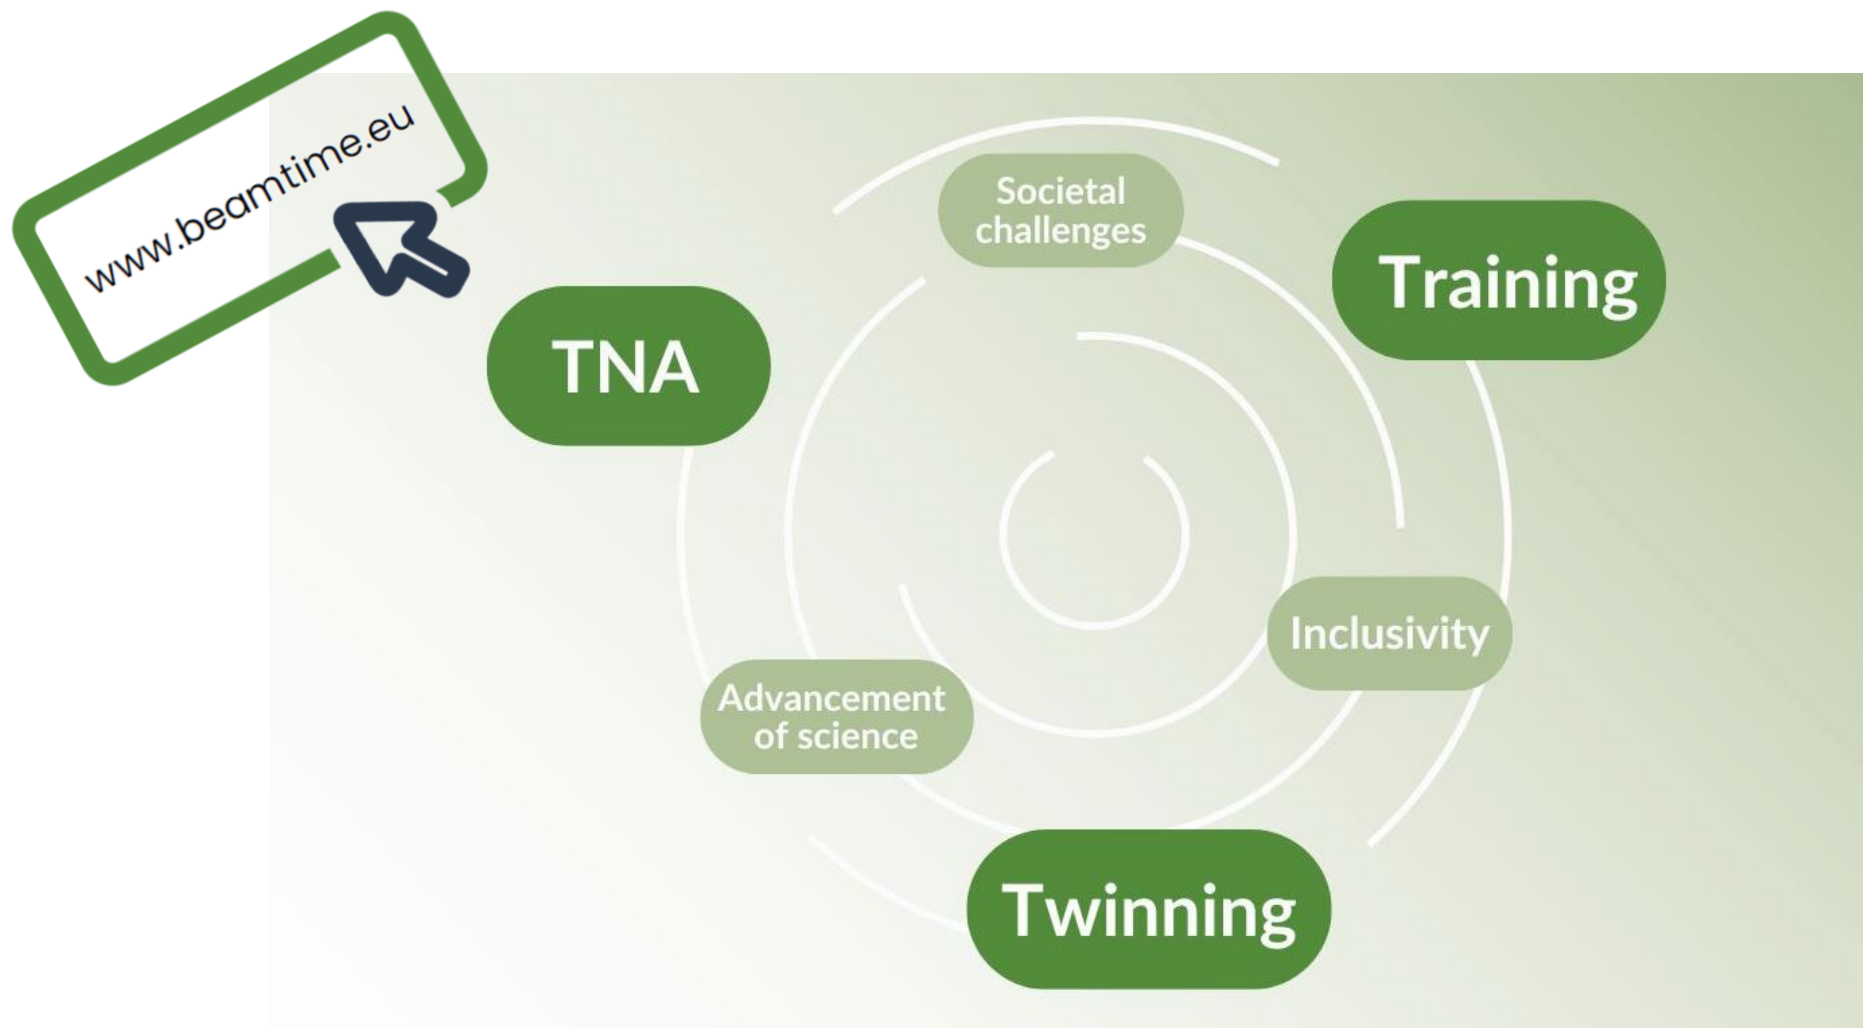 www.beamtime.eu
Societal
challenges
Training
TNA
Inclusivity
Advancement
of science
Twinning